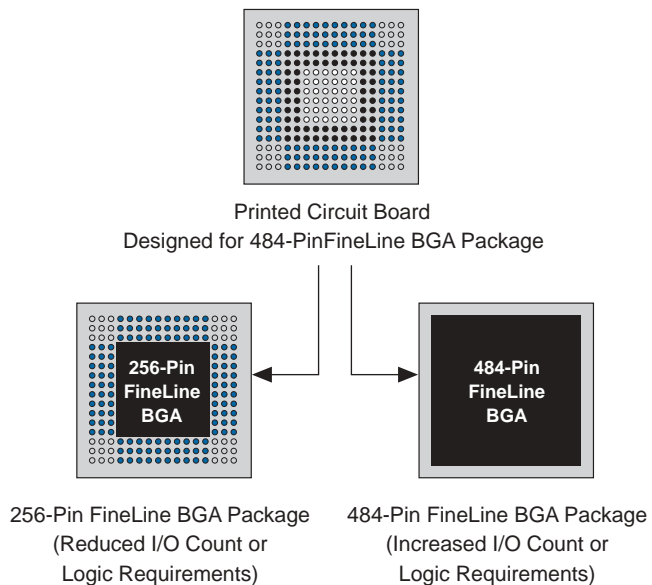 Printed Circuit Board
Designed for 484-PinFineLine BGA Package
256-Pin
FineLine
BGA
484-Pin
FineLine
BGA
256-Pin FineLine BGA Package
(Reduced I/O Count or
Logic Requirements)
484-Pin FineLine BGA Package
(Increased I/O Count or
Logic Requirements)